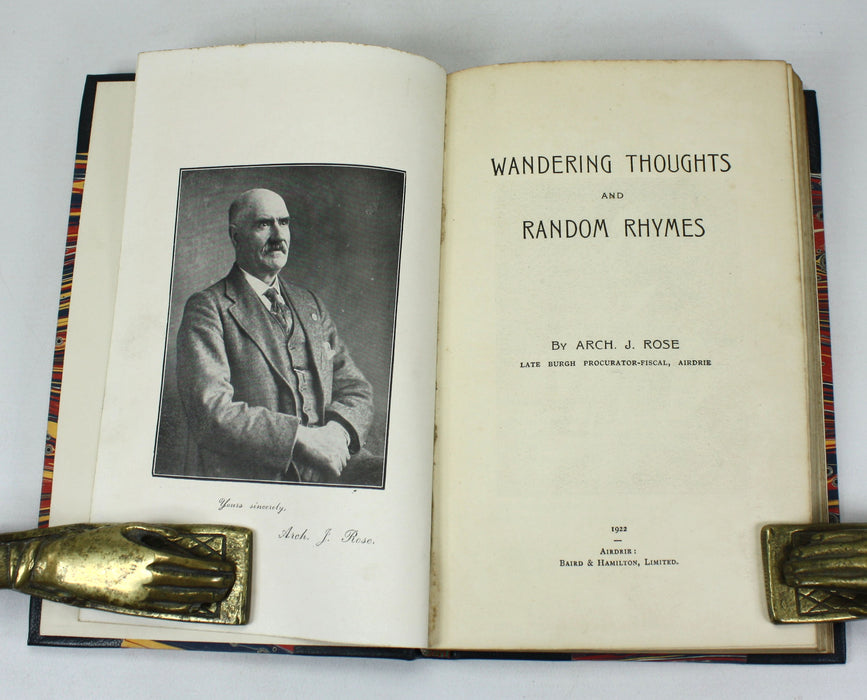 Yours sincerely,
Arch. J. Rose.
WANDERING THOUGHTS
AND
RANDOM RHYMES
By ARCH. J. ROSE
LATE BURGH PROCURATOR-FISCAL, AIRDRIE
1922
AIRDRIE:
BAIRD & HAMILTON, LIMITED.